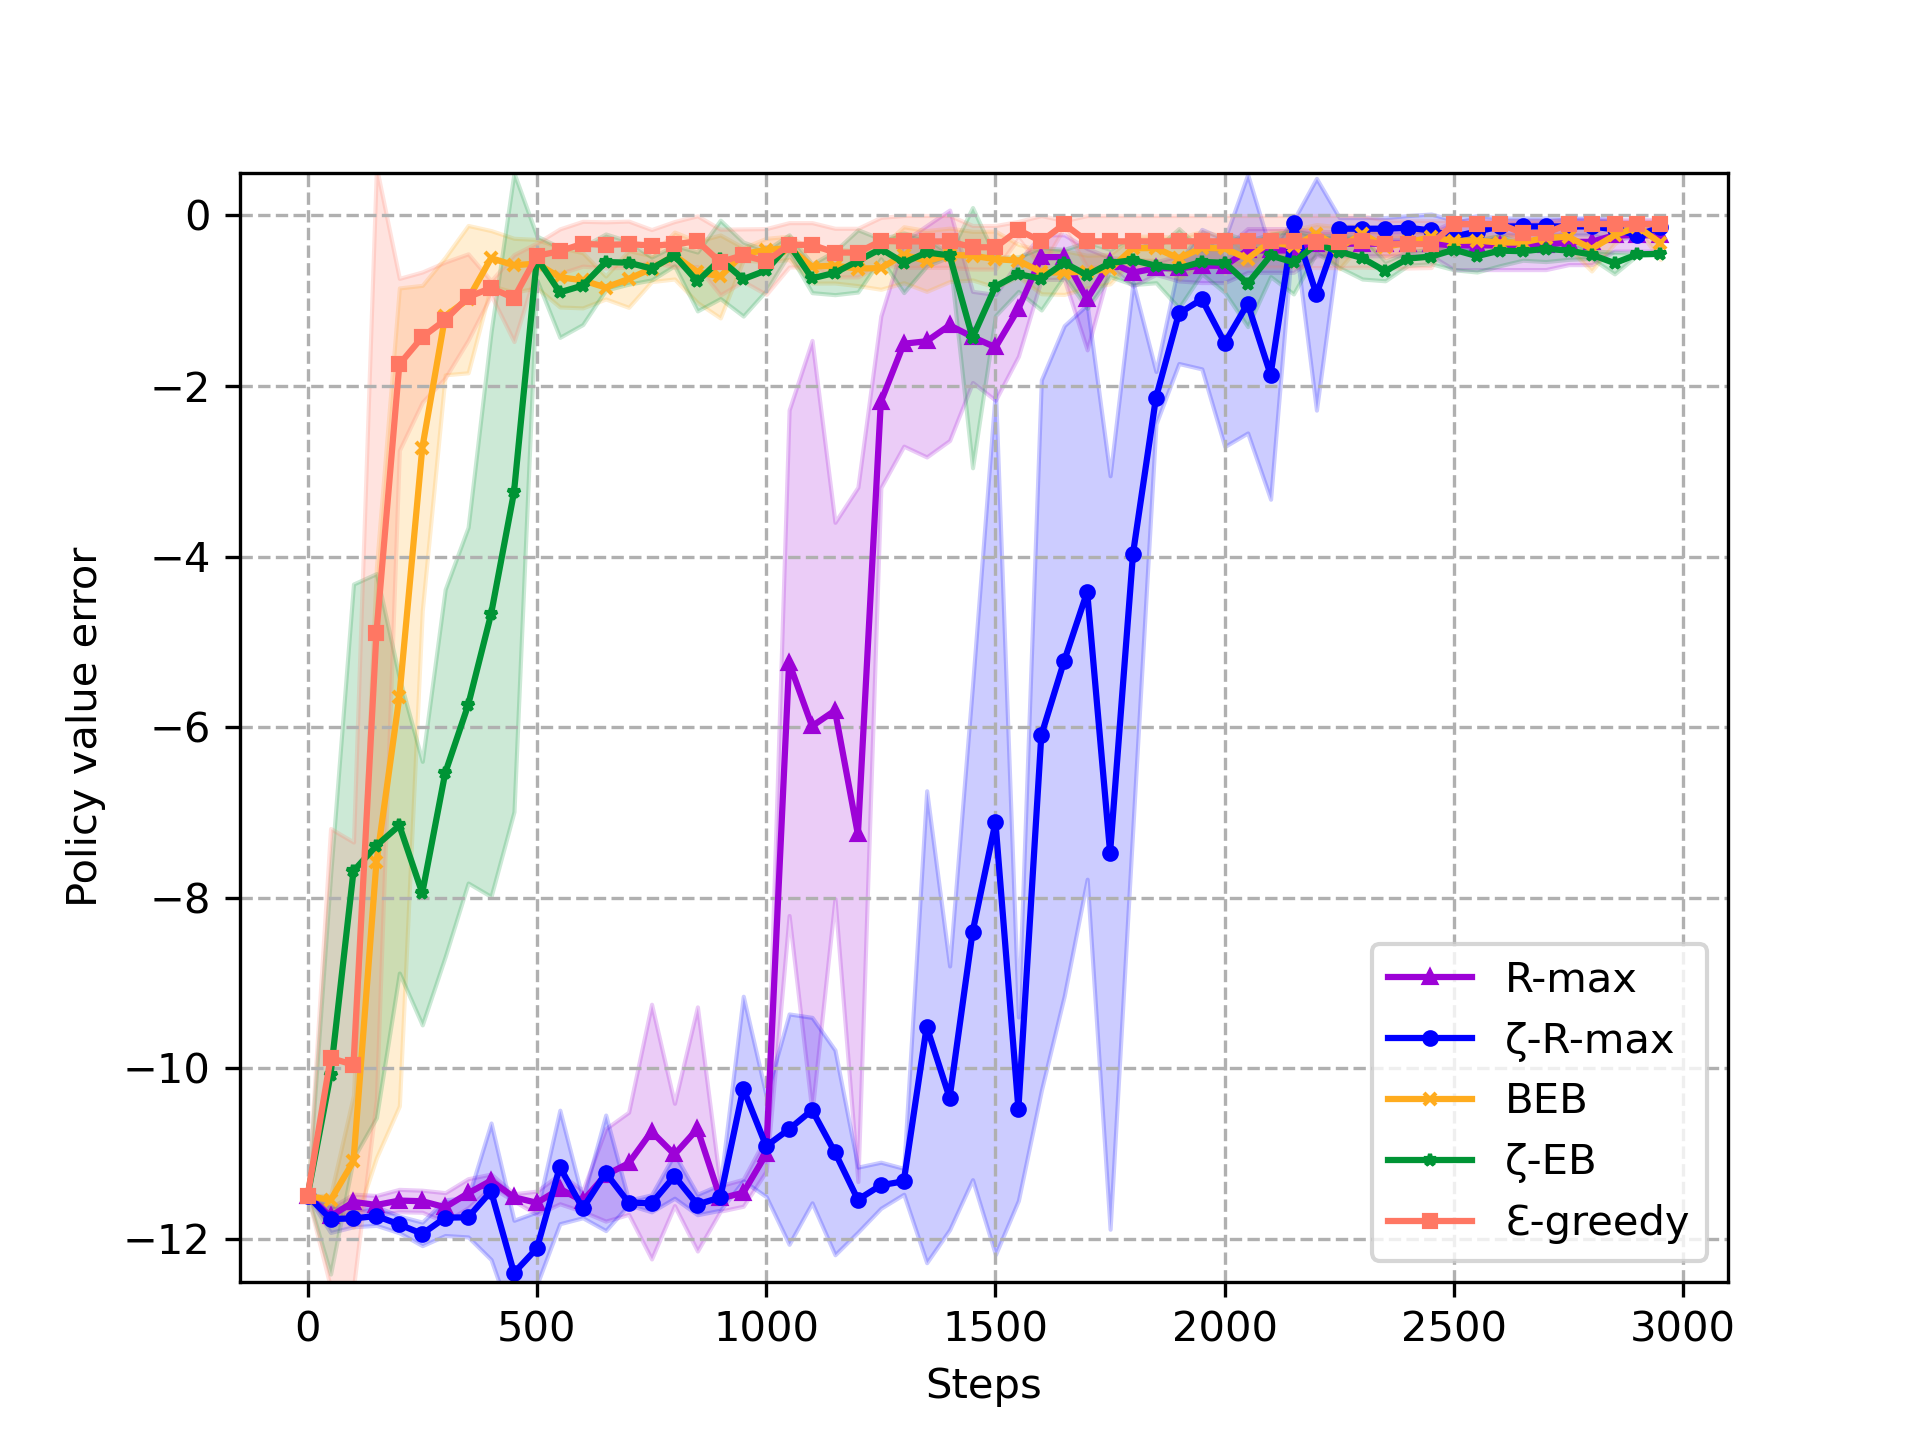 0
−2
−4
−6
−8
−10
−12
Policy value error
0 500 1000 1500 2000 2500 3000
Steps
R-max
ζ-R-max
BEB
ζ-EB
Ɛ-greedy